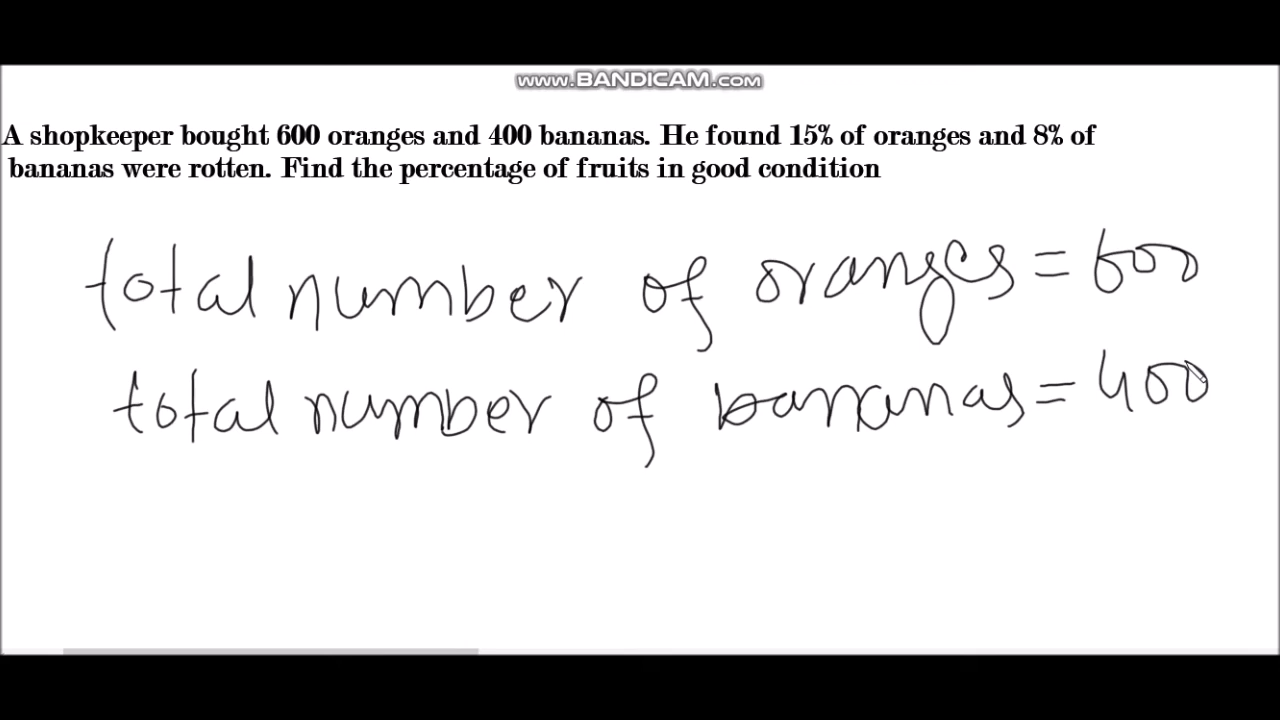 www.BANDICAM.com
A shopkeeper bought 600 oranges and 400 bananas. He found 15% of oranges and 8% of
bananas were rotten. Find the percentage of fruits in good condition
total number of oranges = 600
total number of bananas = 400